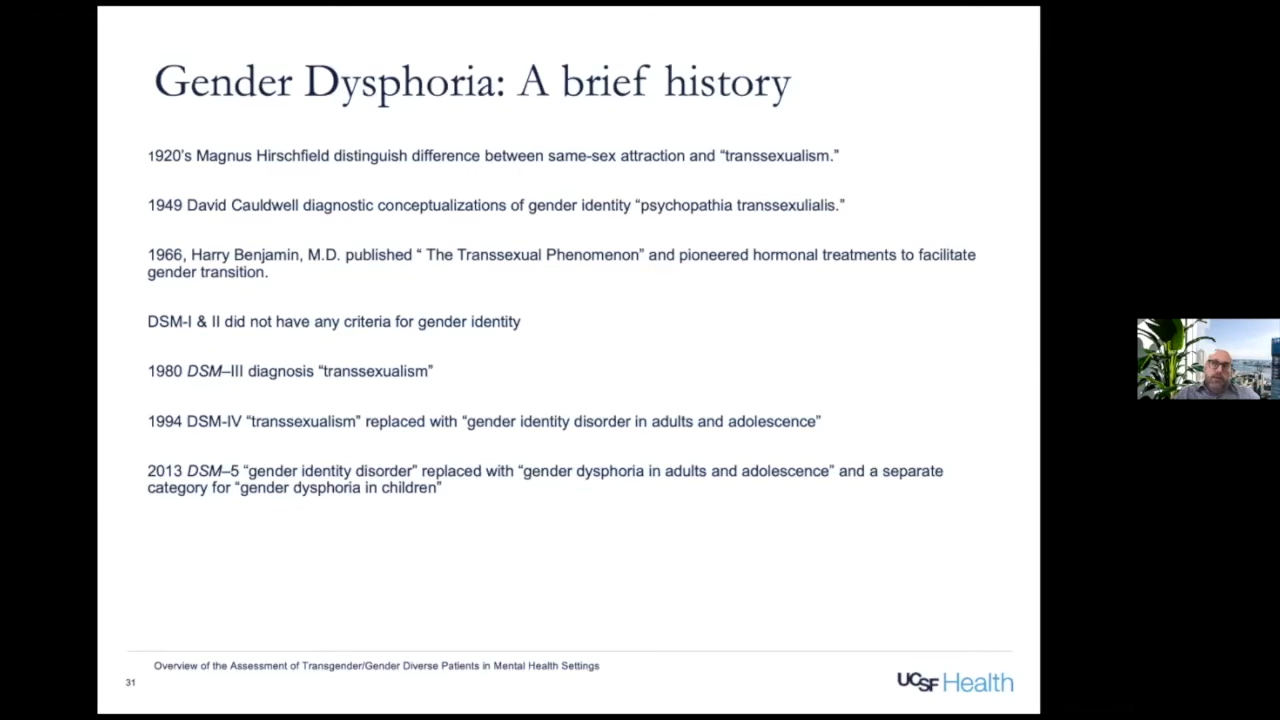 Gender Dysphoria: A brief history
1920's Magnus Hirschfield distinguish difference between same-sex attraction and “transsexualism.”
1949 David Cauldwell diagnostic conceptualizations of gender identity “psychopathia transsexulialis.”
1966, Harry Benjamin, M.D. published “ The Transsexual Phenomenon” and pioneered hormonal treatments to facilitate
gender transition.
DSM-I & II did not have any criteria for gender identity
1980 DSM–III diagnosis “transsexualism”
1994 DSM-IV “transsexualism” replaced with “gender identity disorder in adults and adolescence”
2013 DSM–5 “gender identity disorder” replaced with “gender dysphoria in adults and adolescence” and a separate
category for “gender dysphoria in children”
Overview of the Assessment of Transgender/Gender Diverse Patients in Mental Health Settings
31
UCSF Health